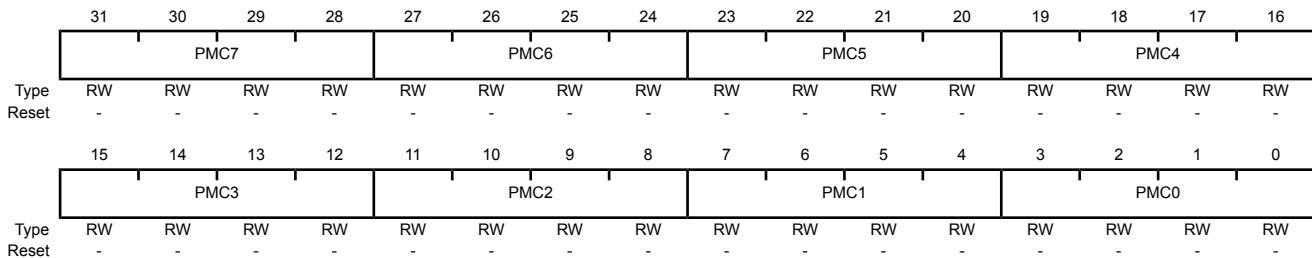 31 30 29 28 27 26 25 24 23 22 21 20 19 18 17 16
PMC7 PMC6 PMC5 PMC4
Type RW RW RW RW RW RW RW RW RW RW RW RW RW RW RW RW
Reset - - - - - - - - - - - - - - - -
15 14 13 12 11 10 9 8 7 6 5 4 3 2 1 0
PMC3 PMC2 PMC1 PMC0
Type RW RW RW RW RW RW RW RW RW RW RW RW RW RW RW RW
Reset - - - - - - - - - - - - - - - -